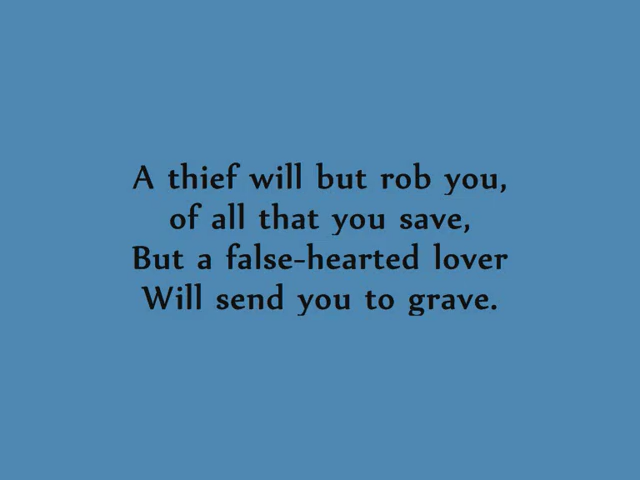 A thief will but rob you,
of all that you save,
But a false-hearted lover
Will send you to grave.